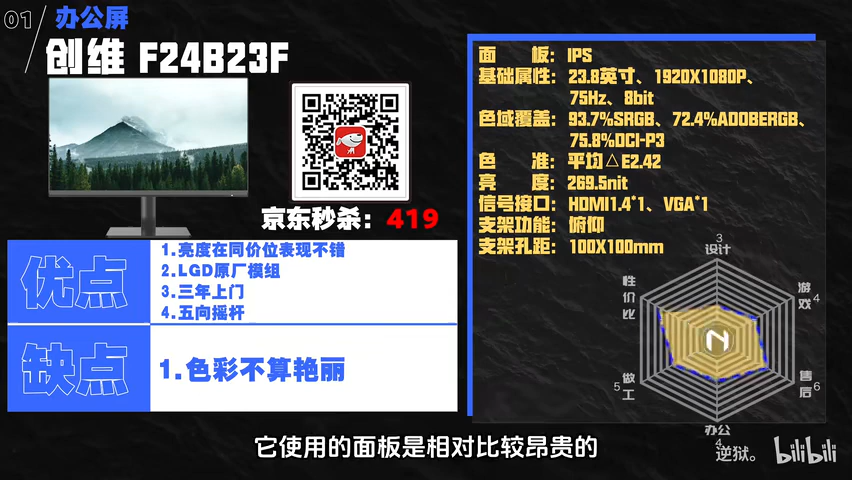 01
办公屏
创维 F24B23F
京东秒杀：419
优点
1.亮度在同价位表现不错
2.LGD原厂模组
3.三年上门
4.五向摇杆
缺点
1.色彩不算艳丽
面板：IPS
基础属性：23.8英寸、1920X1080P、
75Hz、8bit
色域覆盖：93.7%SRGB、72.4%ADOBERGB、
75.8%DCI-P3
色准：平均△E2.42
亮度：269.5nit
信号接口：HDMI1.4*1、VGA*1
支架功能：俯仰
支架孔距：100X100mm
3
设计
性价比
游戏 4
N
5 做工
售后 6
办公
4
逆狱。 bilibili
它使用的面板是相对比较昂贵的